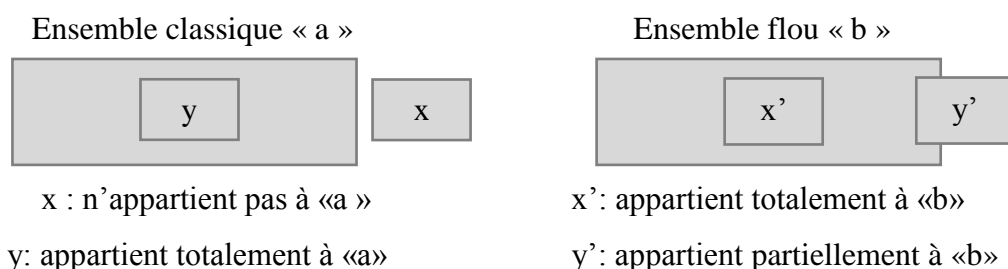 Ensemble classique « a »
y
x
x : n’appartient pas à «a »
y: appartient totalement à «a»
Ensemble flou « b »
x’
y’
x’: appartient totalement à «b»
y’: appartient partiellement à «b»